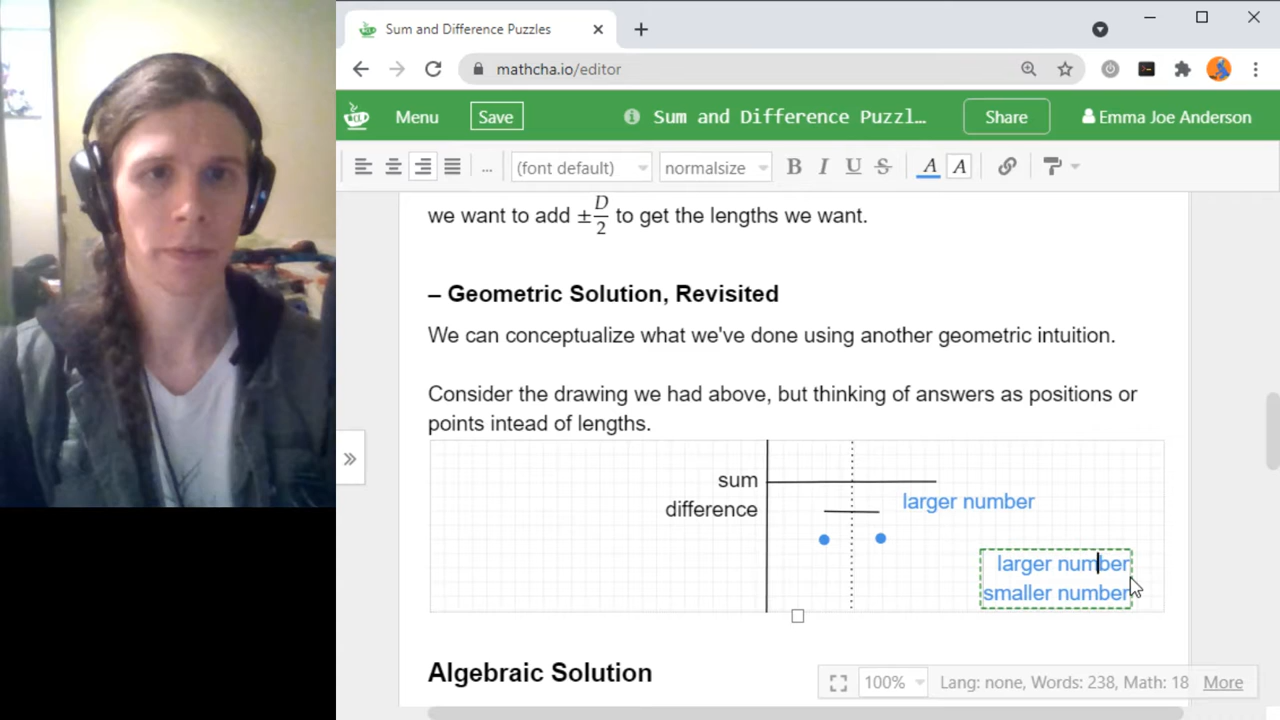 Sum and Difference Puzzles
mathcha.io/editor
Menu
Save
Sum and Difference Puzzl...
Share
Emma Joe Anderson
...
(font default)
normalsize
B
I
U
S
A
A
we want to add ±D/2 to get the lengths we want.
– Geometric Solution, Revisited
We can conceptualize what we've done using another geometric intuition.
Consider the drawing we had above, but thinking of answers as positions or
points intead of lengths.
sum
difference
larger number
larger number
smaller number
Algebraic Solution
100%
Lang: none, Words: 238, Math: 18
More